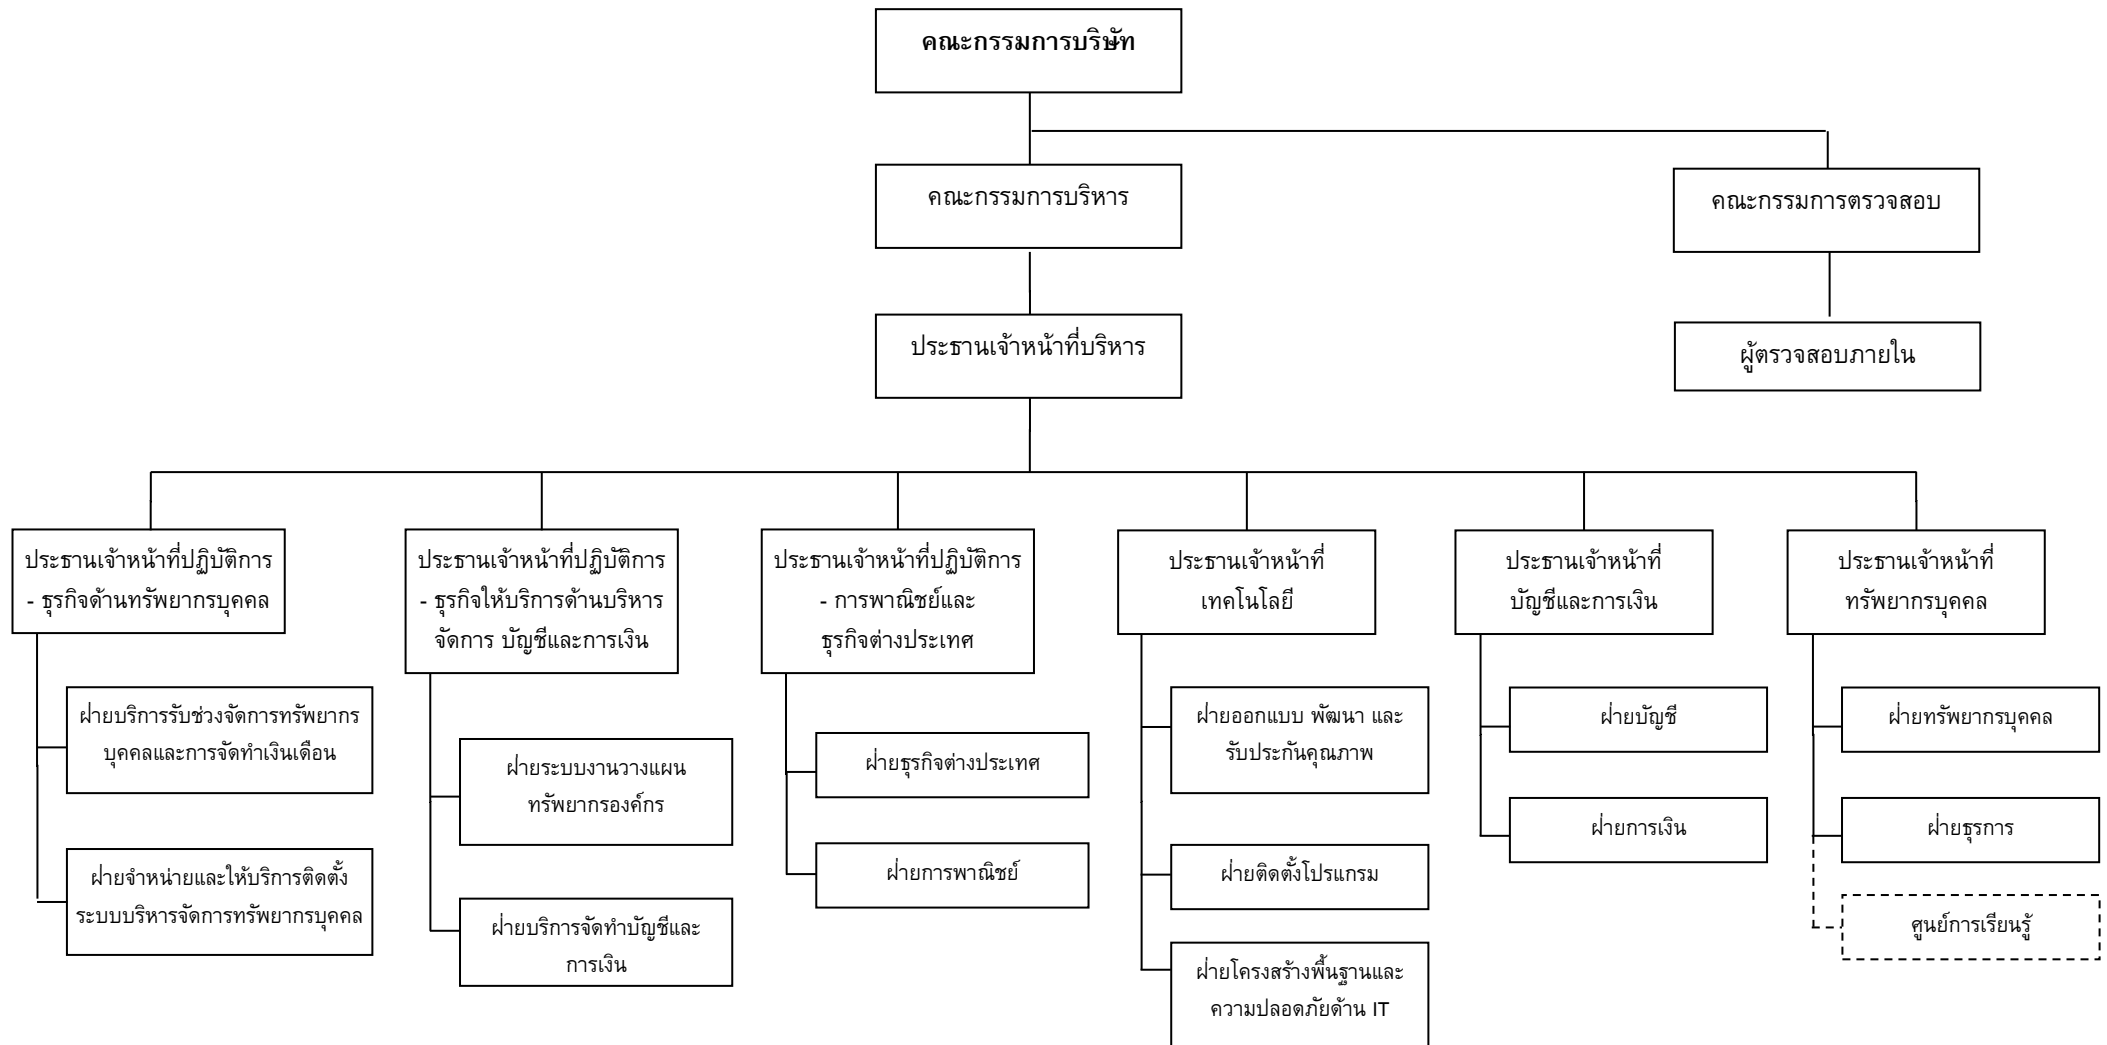 คณะกรรมการบริษัท
คณะกรรมการบริหาร
คณะกรรมการตรวจสอบ
ประธานเจ้าหน้าที่บริหาร
ผู้ตรวจสอบภายใน
ประธานเจ้าหน้าที่ปฏิบัติการ
- ธุรกิจด้านทรัพยากรบุคคล
ประธานเจ้าหน้าที่ปฏิบัติการ
- ธุรกิจให้บริการด้านบริหาร
จัดการ บัญชีและการเงิน
ประธานเจ้าหน้าที่ปฏิบัติการ
- การพาณิชย์และ
ธุรกิจต่างประเทศ
ประธานเจ้าหน้าที่
เทคโนโลยี
ประธานเจ้าหน้าที่
บัญชีและการเงิน
ประธานเจ้าหน้าที่
ทรัพยากรบุคคล
ฝ่ายบริการรับช่วงจัดการทรัพยากร
บุคคลและการจัดทำเงินเดือน
ฝ่ายจำหน่ายและให้บริการติดตั้ง
ระบบบริหารจัดการทรัพยากรบุคคล
ฝ่ายระบบงานวางแผน
ทรัพยากรองค์กร
ฝ่ายบริการจัดทำบัญชีและ
การเงิน
ฝ่ายธุรกิจต่างประเทศ
ฝ่ายการพาณิชย์
ฝ่ายออกแบบ พัฒนา และ
รับประกันคุณภาพ
ฝ่ายติดตั้งโปรแกรม
ฝ่ายโครงสร้างพื้นฐานและ
ความปลอดภัยด้าน IT
ฝ่ายบัญชี
ฝ่ายการเงิน
ฝ่ายทรัพยากรบุคคล
ฝ่ายธุรการ
ศูนย์การเรียนรู้